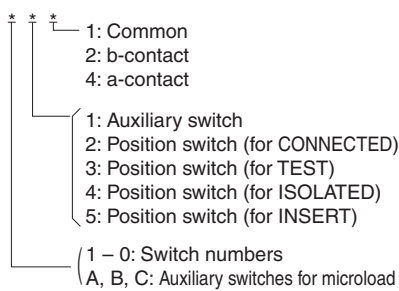 * * *
1: Common
2: b-contact
4: a-contact
1: Auxiliary switch
2: Position switch (for CONNECTED)
3: Position switch (for TEST)
4: Position switch (for ISOLATED)
5: Position switch (for INSERT)
1 – 0: Switch numbers
A, B, C: Auxiliary switches for microload